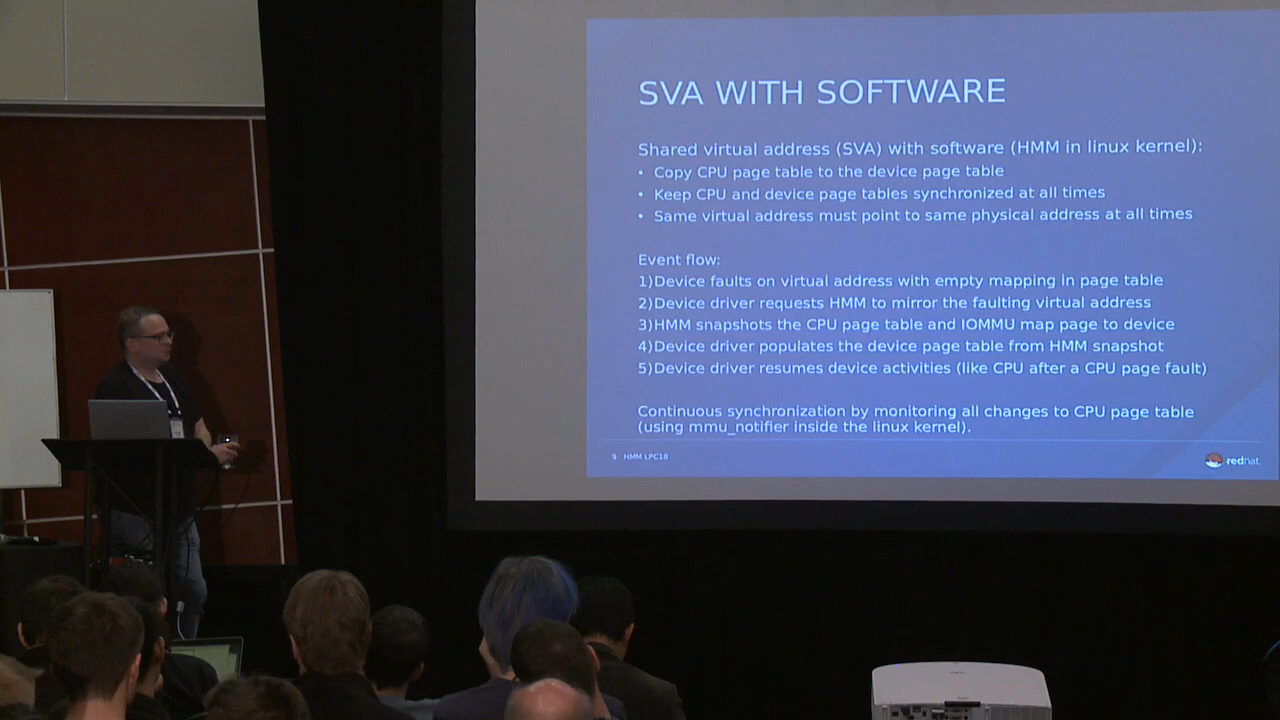 SVA WITH SOFTWARE
Shared virtual address (SVA) with software (HMM in linux kernel):
• Copy CPU page table to the device page table
• Keep CPU and device page tables synchronized at all times
• Same virtual address must point to same physical address at all times
Event flow:
1)Device faults on virtual address with empty mapping in page table
2)Device driver requests HMM to mirror the faulting virtual address
3)HMM snapshots the CPU page table and IOMMU map page to device
4)Device driver populates the device page table from HMM snapshot
5)Device driver resumes device activities (like CPU after a CPU page fault)
Continuous synchronization by monitoring all changes to CPU page table
(using mmu_notifier inside the linux kernel).
9 HMM LPC18
redhat.